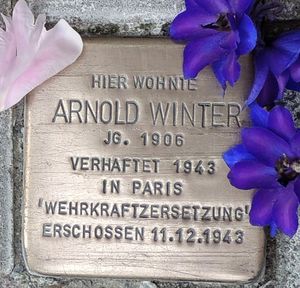 HIER WOHNTE
ARNOLD WINTER
JG. 1906
VERHAFTET 1943
IN PARIS
'WEHRKRAFTZERSETZUNG'
ERSCHOSSEN 11.12.1943